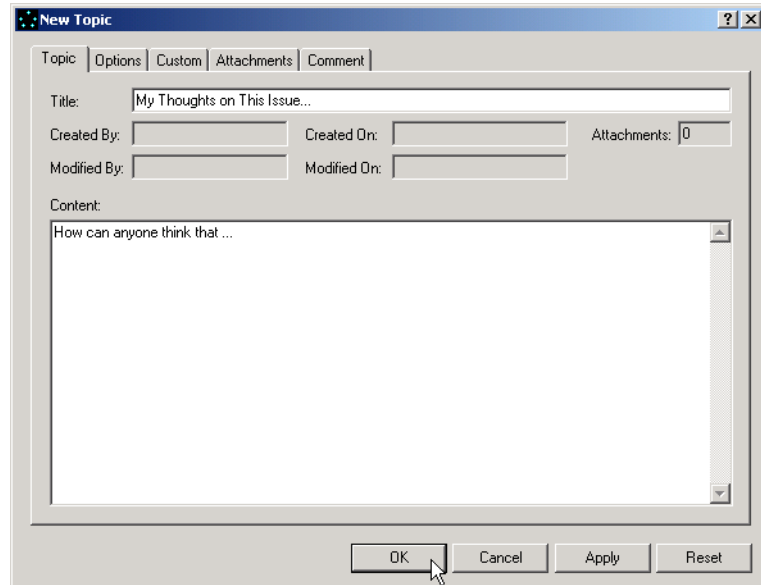 New Topic
Topic Options Custom Attachments Comment
Title: My Thoughts on This Issue...
Created By: Created On: Attachments: 0
Modified By: Modified On:
Content:
How can anyone think that ...
OK Cancel Apply Reset